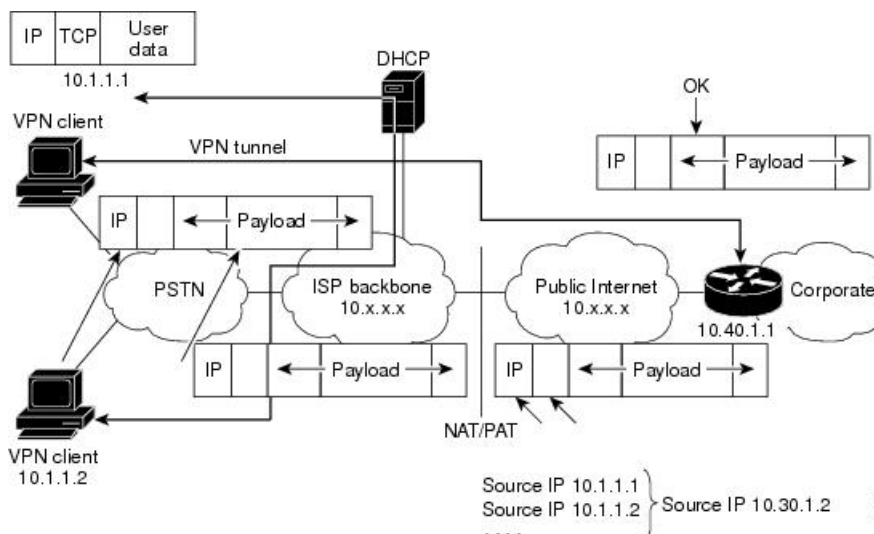 IP TCP User data
10.1.1.1
VPN client
DHCP
OK
IP Payload
VPN tunnel
IP Payload
PSTN
ISP backbone
10.x.x.x
Public Internet
10.x.x.x
Corporate
10.40.1.1
IP Payload
IP Payload
NAT/PAT
VPN client
10.1.1.2
Source IP 10.1.1.1
Source IP 10.1.1.2
Source IP 10.30.1.2